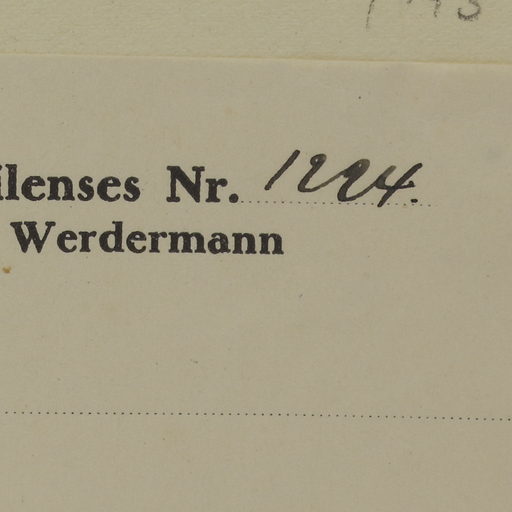 ilenses Nr. 1224.
Werdermann